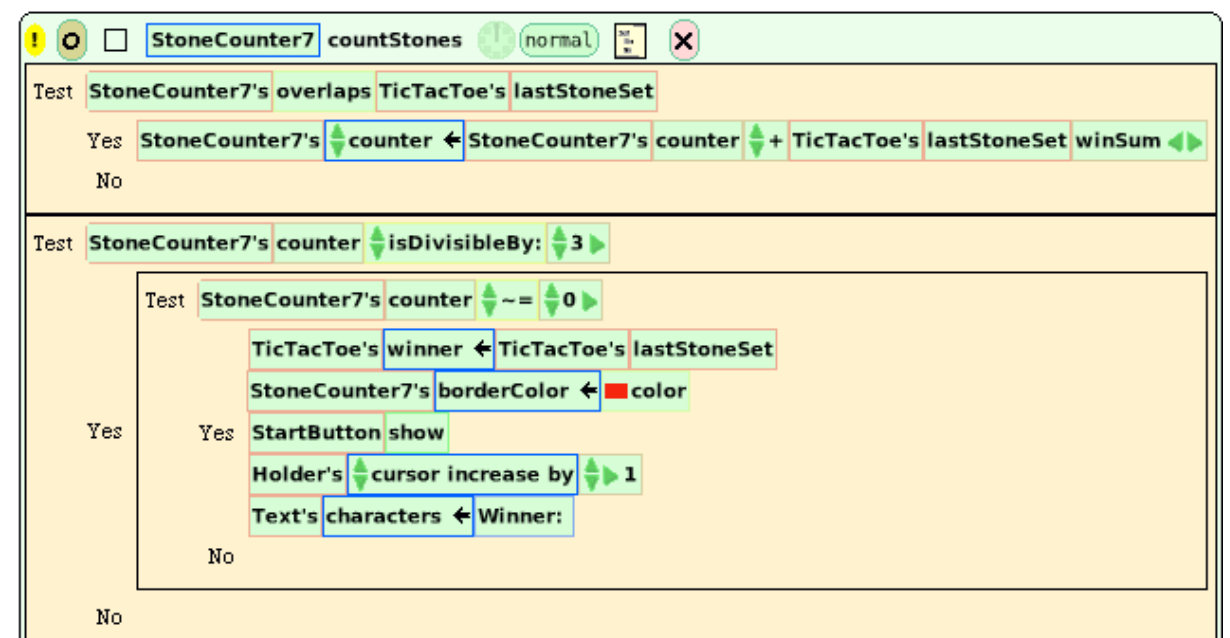 ! StoneCounter7 countStones normal
Test StoneCounter7's overlaps TicTacToe's lastStoneSet
Yes StoneCounter7's counter ← StoneCounter7's counter + TicTacToe's lastStoneSet winSum
No
Test StoneCounter7's counter isDivisibleBy: 3
Test StoneCounter7's counter ~= 0
TicTacToe's winner ← TicTacToe's lastStoneSet
StoneCounter7's borderColor ← color
Yes Yes StartButton show
Holder's cursor increase by 1
Text's characters ← Winner:
No
No